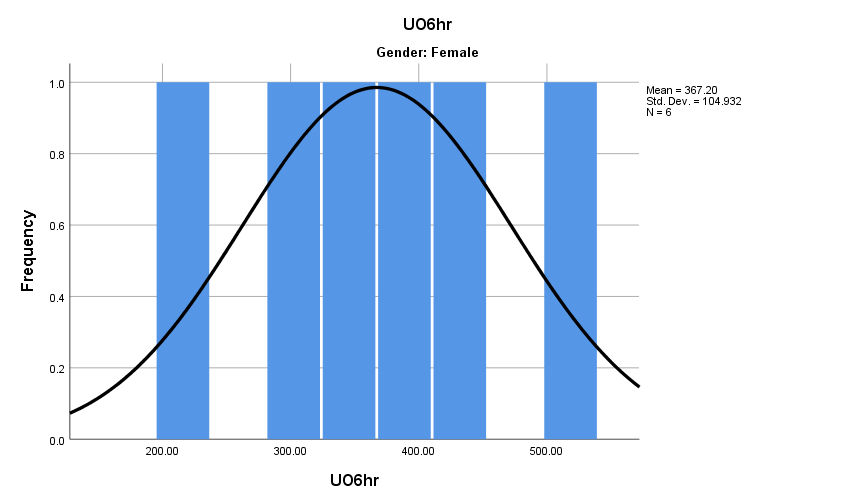 UO6hr
Gender: Female
Mean = 367.20
Std. Dev. = 104.932
N = 6
Frequency
1.0
0.8
0.6
0.4
0.2
0.0
200.00 300.00 400.00 500.00
UO6hr